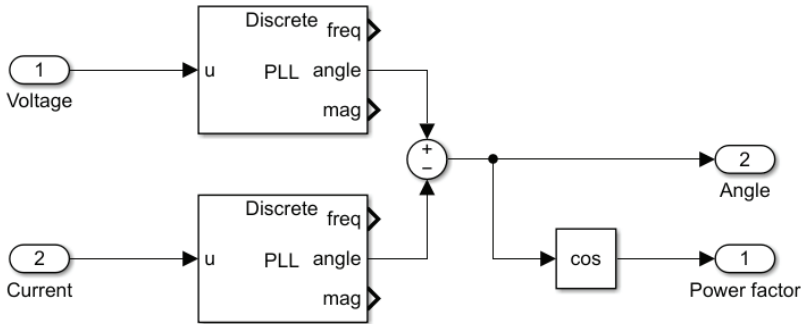 Discrete
freq
1
u
PLL
angle
mag
Voltage
+
−
2
Angle
Discrete
freq
2
u
PLL
angle
mag
Current
cos
1
Power factor